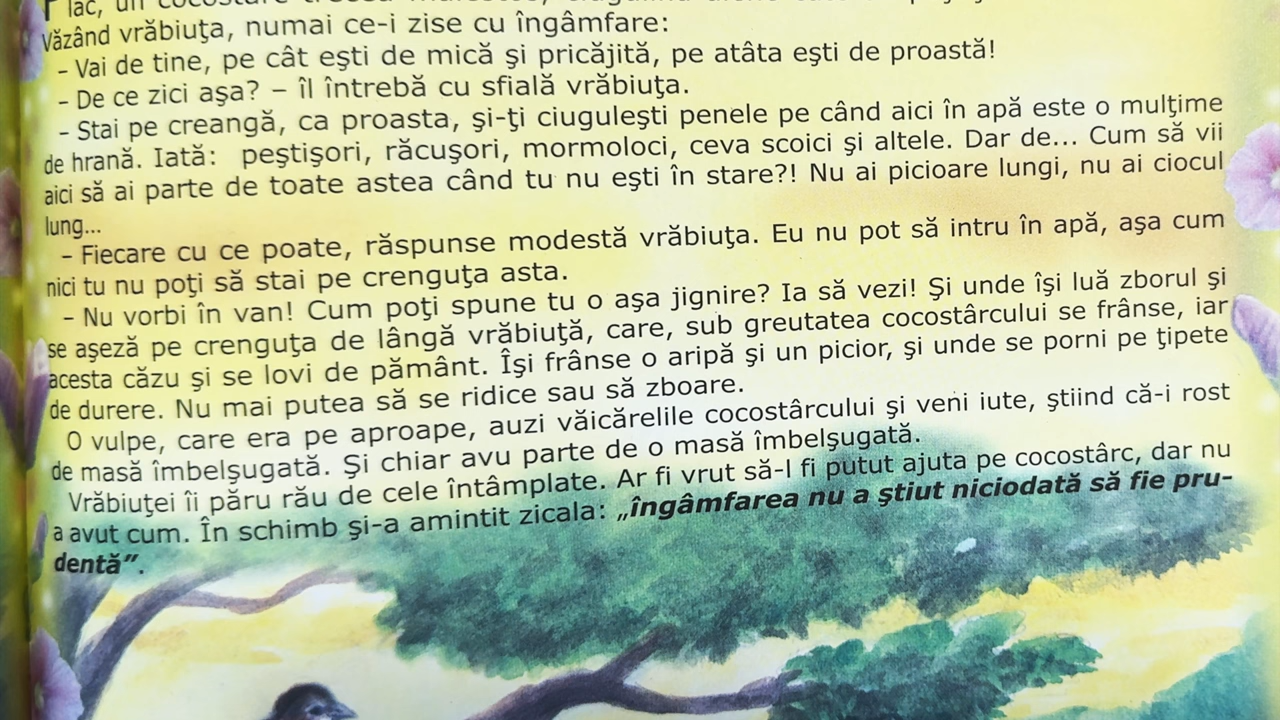 lac, un cocostârc
Văzând vrăbiuţa, numai ce-i zise cu îngâmfare:
– Vai de tine, pe cât eşti de mică şi pricăjită, pe atâta eşti de proastă!
– De ce zici aşa? – îl întrebă cu sfială vrăbiuţa.
– Stai pe creangă, ca proasta, şi-ţi ciuguleşti penele pe când aici în apă este o mulţime
de hrană. Iată: peştişori, răcuşori, mormoloci, ceva scoici şi altele. Dar de... Cum să vii
aici să ai parte de toate astea când tu nu eşti în stare?! Nu ai picioare lungi, nu ai ciocul
lung...
– Fiecare cu ce poate, răspunse modestă vrăbiuţa. Eu nu pot să intru în apă, aşa cum
nici tu nu poţi să stai pe crenguţa asta.
– Nu vorbi în van! Cum poţi spune tu o aşa jignire? Ia să vezi! Şi unde îşi luă zborul şi
se aşeză pe crenguţa de lângă vrăbiuţă, care, sub greutatea cocostârcului se frânse, iar
acesta căzu şi se lovi de pământ. Îşi frânse o aripă şi un picior, şi unde se porni pe ţipete
de durere. Nu mai putea să se ridice sau să zboare.
O vulpe, care era pe aproape, auzi văicărelile cocostârcului şi veni iute, ştiind că-i rost
de masă îmbelşugată. Şi chiar avu parte de o masă îmbelşugată.
Vrăbiuţei îi păru rău de cele întâmplate. Ar fi vrut să-l fi putut ajuta pe cocostârc, dar nu
a avut cum. În schimb şi-a amintit zicala: „îngâmfarea nu a ştiut niciodată să fie pru-
dentă”.